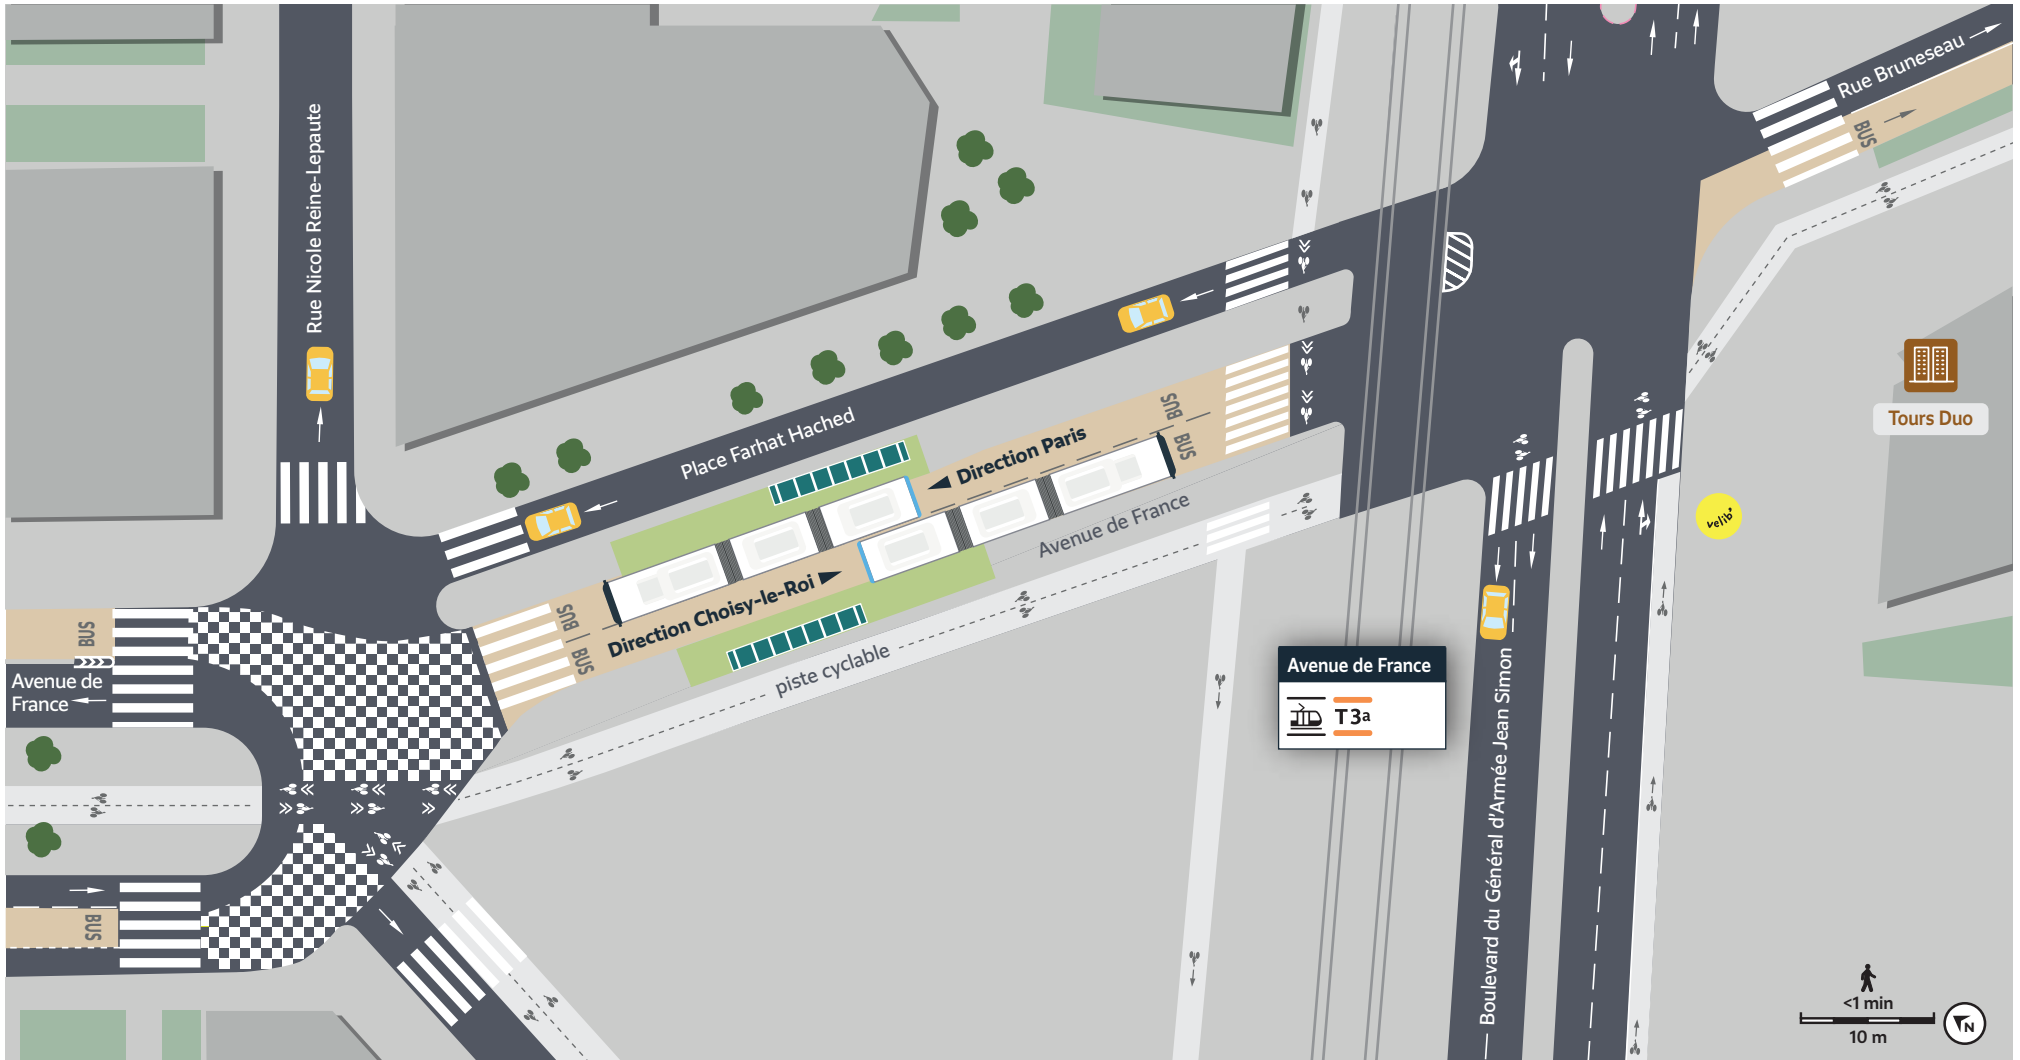 Rue Nicole Reine-Lepaute
Rue Bruneseau
BUS
Place Farhat Hached
Direction Paris
BUS
BUS
Avenue de France
Direction Choisy-le-Roi
BUS
BUS
piste cyclable
BUS
Avenue de
France
BUS
Tours Duo
velib'
Avenue de France
T3a
Boulevard du Général d'Armée Jean Simon
<1 min
10 m
N